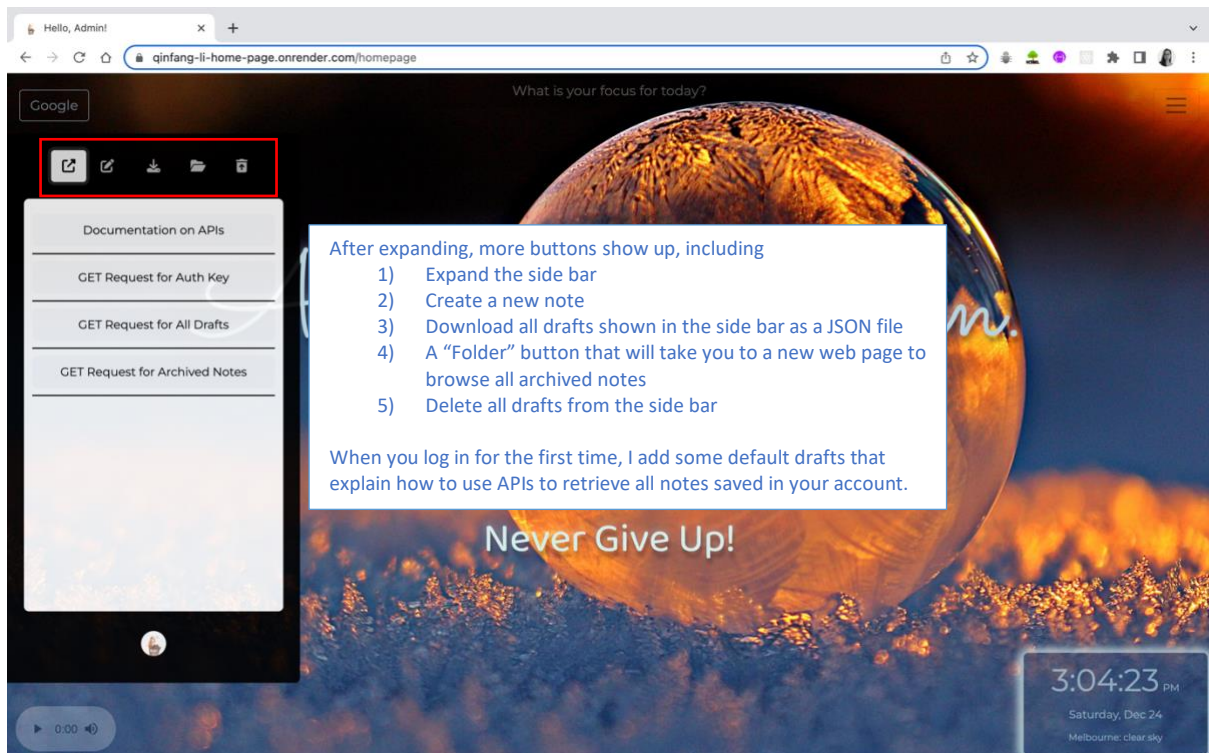 Hello, Admin!
qinfang-li-home-page.onrender.com/homepage
What is your focus for today?
Google
Documentation on APIs
GET Request for Auth Key
GET Request for All Drafts
GET Request for Archived Notes
After expanding, more buttons show up, including
1) Expand the side bar
2) Create a new note
3) Download all drafts shown in the side bar as a JSON file
4) A “Folder” button that will take you to a new web page to
browse all archived notes
5) Delete all drafts from the side bar
When you log in for the first time, I add some default drafts that
explain how to use APIs to retrieve all notes saved in your account.
n.
Never Give Up!
3:04:23 PM
Saturday, Dec 24
Melbourne: clear sky
0:00